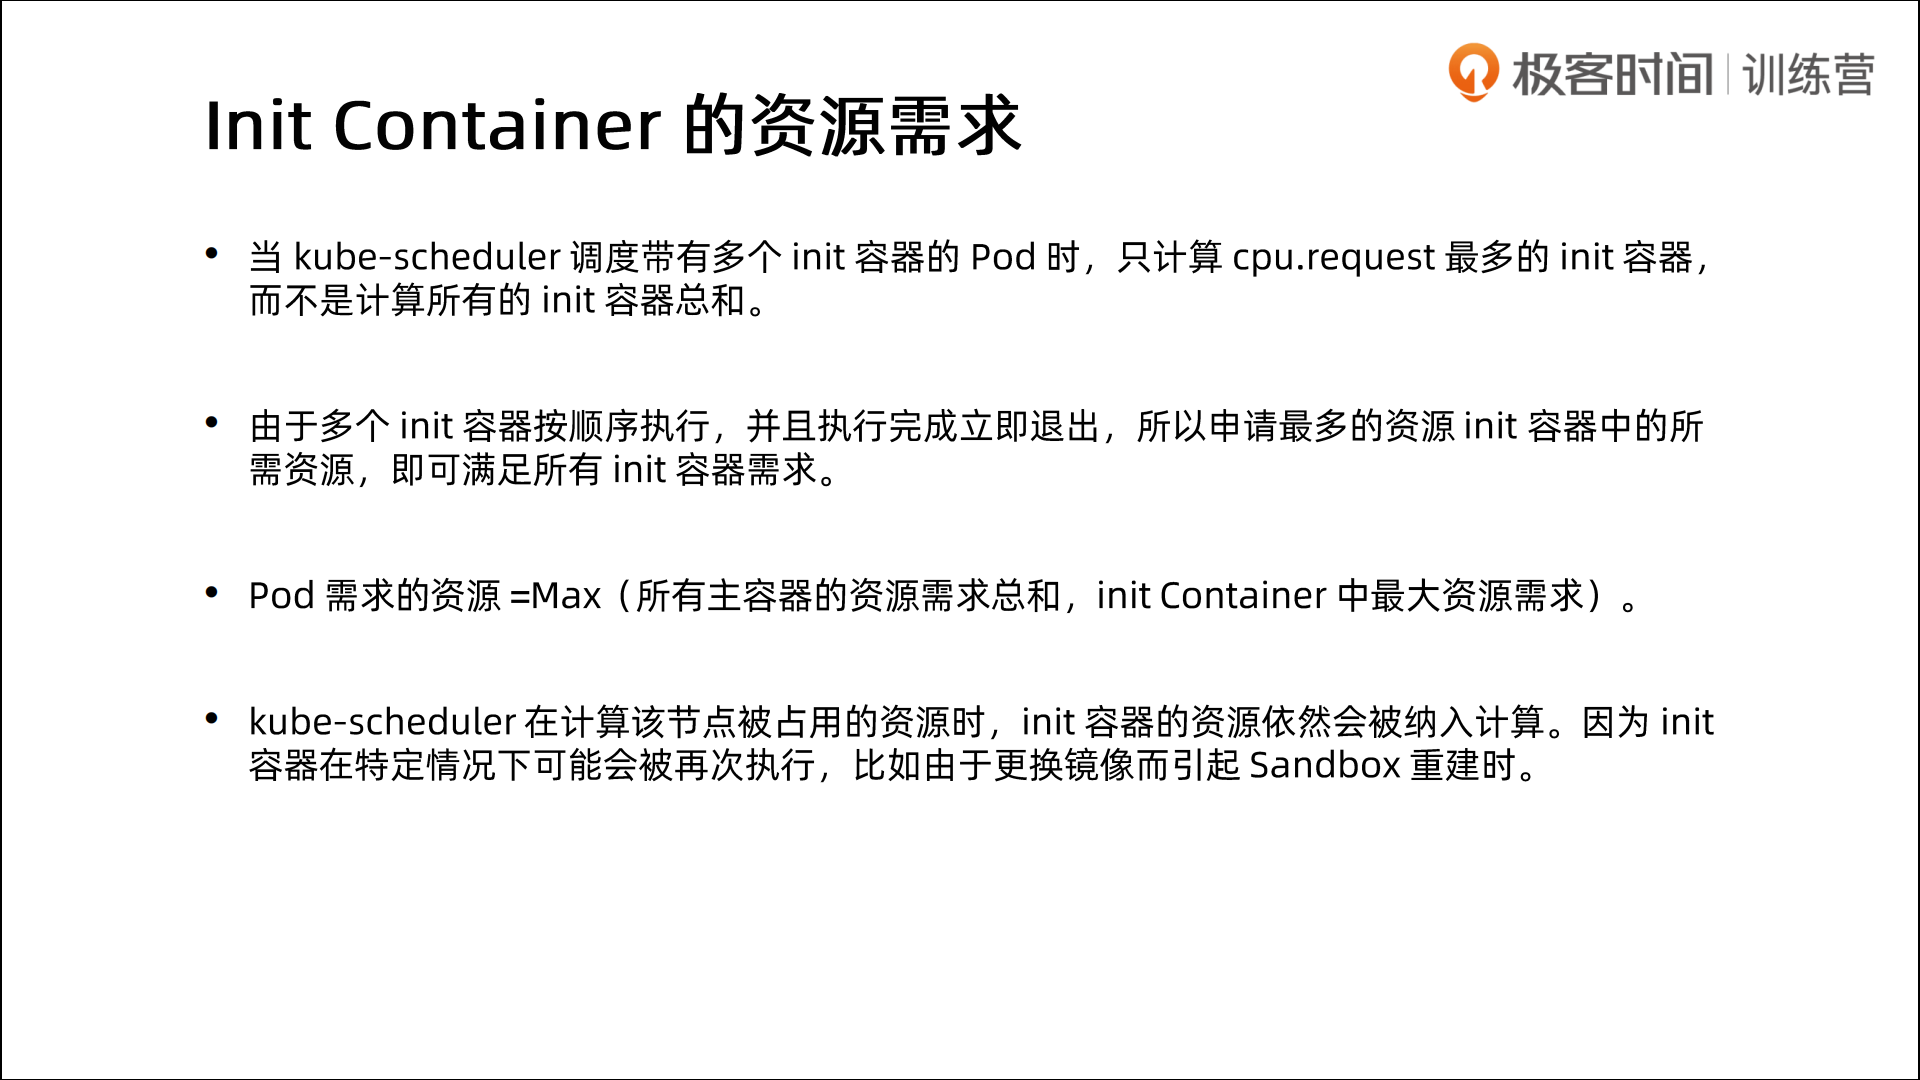 极客时间 | 训练营
Init Container 的资源需求
• 当 kube-scheduler 调度带有多个 init 容器的 Pod 时，只计算 cpu.request 最多的 init 容器，
而不是计算所有的 init 容器总和。
• 由于多个 init 容器按顺序执行，并且执行完成立即退出，所以申请最多的资源 init 容器中的所
需资源，即可满足所有 init 容器需求。
• Pod 需求的资源 =Max（所有主容器的资源需求总和，init Container 中最大资源需求）。
• kube-scheduler 在计算该节点被占用的资源时，init 容器的资源依然会被纳入计算。因为 init
容器在特定情况下可能会被再次执行，比如由于更换镜像而引起 Sandbox 重建时。